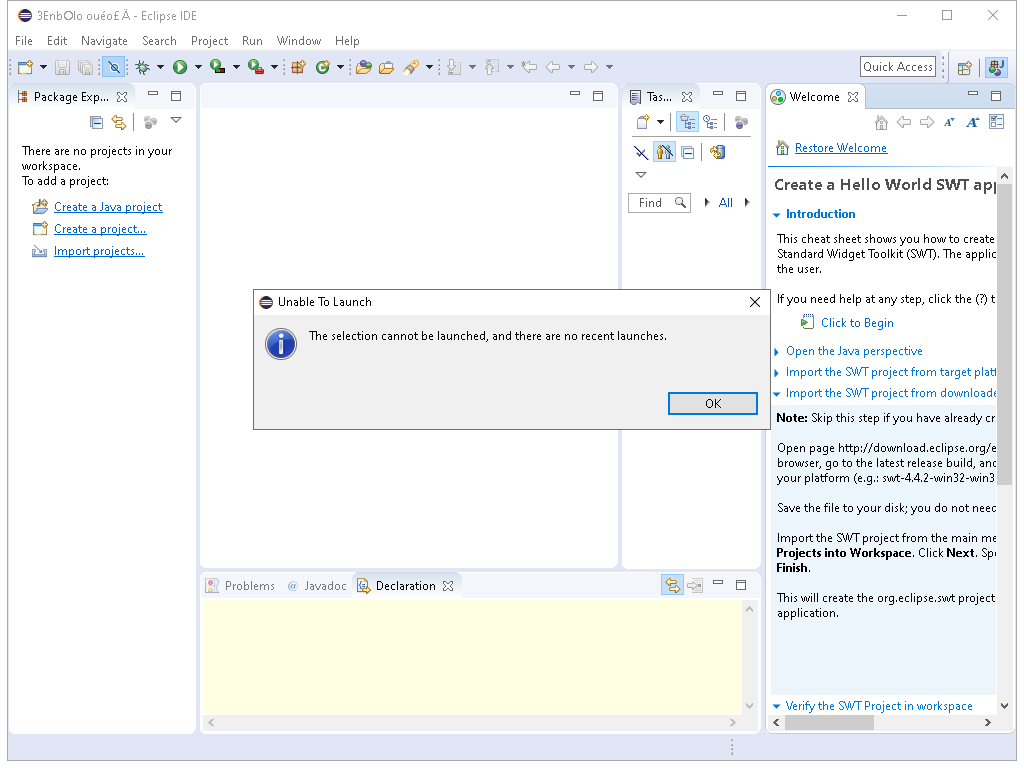 3EnbOlo ouéo£Ä - Eclipse IDE
File Edit Navigate Search Project Run Window Help
Quick Access
Package Exp...
There are no projects in your
workspace.
To add a project:
Create a Java project
Create a project...
Import projects...
Tas...
Find
All
Welcome
Restore Welcome
Create a Hello World SWT app
Introduction
This cheat sheet shows you how to create
Standard Widget Toolkit (SWT). The applic
the user.
If you need help at any step, click the (?) t
Click to Begin
Open the Java perspective
Import the SWT project from target platf
Import the SWT project from downloade
Note: Skip this step if you have already cr
Open page http://download.eclipse.org/e
browser, go to the latest release build, and
your platform (e.g.: swt-4.4.2-win32-win3
Save the file to your disk; you do not need
Import the SWT project from the main me
Projects into Workspace. Click Next. Spe
Finish.
This will create the org.eclipse.swt project
application.
Verify the SWT Project in workspace
Unable To Launch
The selection cannot be launched, and there are no recent launches.
OK
Problems @ Javadoc Declaration